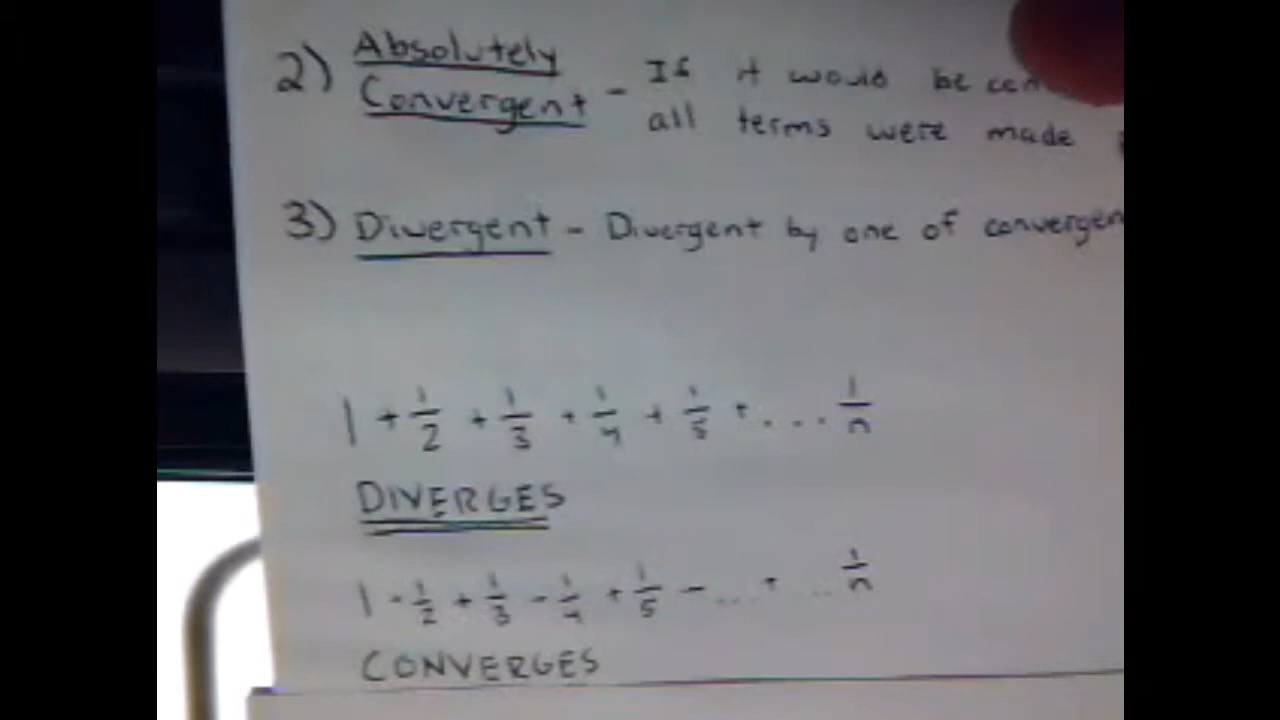 2) Absolutely
Convergent - If it would be con
all terms were made
3) Divergent - Divergent by one of convergen
1 + 1/2 + 1/3 + 1/4 + 1/5 + ... 1/n
DIVERGES
1 - 1/2 + 1/3 - 1/4 + 1/5 - ... + ... 1/n
CONVERGES